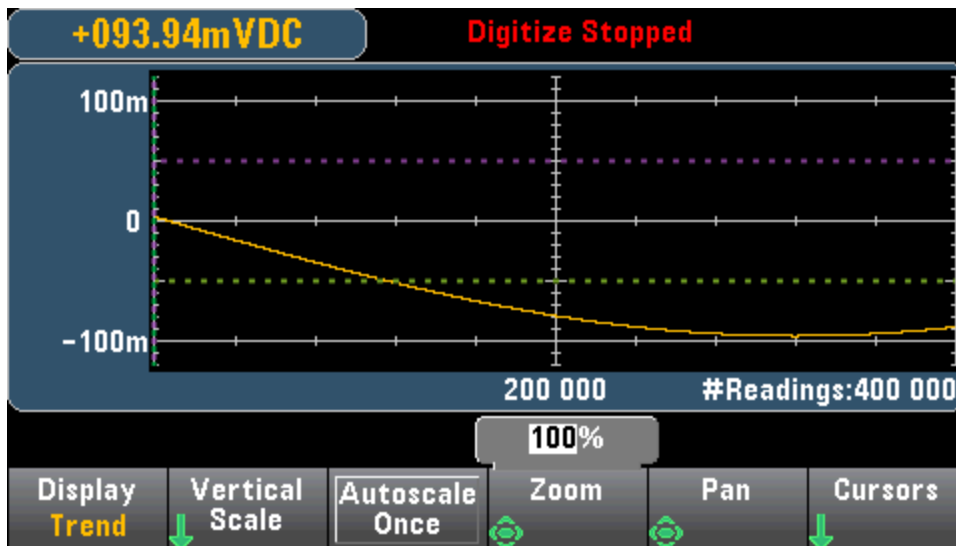 +093.94mVDC
Digitize Stopped
100m
0
-100m
200 000
#Readings:400 000
100%
Display
Trend
Vertical
Scale
Autoscale
Once
Zoom
Pan
Cursors